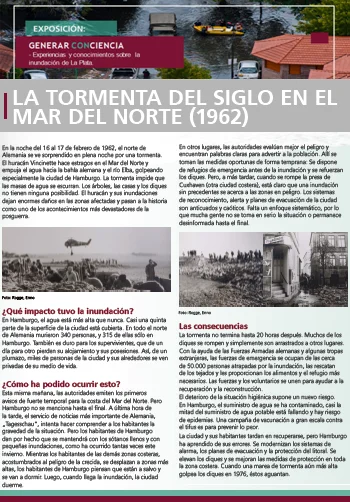 EXPOSICIÓN:
GENERAR CONCIENCIA
- Experiencias y conocimientos sobre la
inundación de La Plata.
LA TORMENTA DEL SIGLO EN EL
MAR DEL NORTE (1962)
En la noche del 16 al 17 de febrero de 1962, el norte de
Alemania se ve sorprendido en plena noche por una tormenta.
El huracán Vincinette hace estragos en el Mar del Norte y
empuja el agua hacia la bahía alemana y el río Elba, golpeando
especialmente la ciudad de Hamburgo. La tormenta impide que
las masas de agua se escurran. Los árboles, las casas y los diques
no tienen ninguna posibilidad. El huracán y sus inundaciones
dejan enormes daños en las zonas afectadas y pasan a la historia
como uno de los acontecimientos más devastadores de la
posguerra.
Foto: Rogge, Enno
¿Qué impacto tuvo la inundación?
En Hamburgo, el agua está más alta que nunca. Casi una quinta
parte de la superficie de la ciudad está cubierta. En todo el norte
de Alemania murieron 340 personas, y 315 de ellas sólo en
Hamburgo. También es duro para los supervivientes, que de un
día para otro pierden su alojamiento y sus posesiones. Así, de un
plumazo, miles de personas de la ciudad y sus alrededores se ven
privadas de su medio de vida.
¿Cómo ha podido ocurrir esto?
Esta misma mañana, las autoridades emiten los primeros
avisos de fuerte temporal para la costa del Mar del Norte. Pero
Hamburgo no se menciona hasta el final. A última hora de
la tarde, el servicio de noticias más importante de Alemania,
„Tagesschau", intenta hacer comprender a los habitantes la
gravedad de la situación. Pero los habitantes de Hamburgo
dan por hecho que se mantendrá con los sótanos llenos y con
pequeñas inundaciones, como ha ocurrido tantas veces este
invierno. Mientras los habitantes de las demás zonas costeras,
acostumbrados al peligro de la crecida, se desplazan a zonas más
altas, los habitantes de Hamburgo piensan que están a salvo y
se van a dormir. Luego, cuando llega la inundación, la ciudad
duerme.
En otros lugares, las autoridades evalúan mejor el peligro y
encuentran palabras claras para advertir a la población. Allí se
toman las medidas oportunas de forma temprana: Se dispone
de refugios de emergencia antes de la inundación y se refuerzan
los diques. Pero, a más tardar, cuando se rompe la presa de
Cuxhaven (otra ciudad costera), está claro que una inundación
sin precedentes se acerca a las zonas en peligro. Los sistemas
de reconocimiento, alerta y planes de evacuación de la ciudad
son anticuados y caóticos. Falta un enfoque sistemático, por lo
que mucha gente no se toma en serio la situación o permanece
desinformada hasta el final.
Foto: Rogge, Enno
Las consecuencias
La tormenta no termina hasta 20 horas después. Muchos de los
diques se rompen y simplemente son arrastrados a otros lugares.
Con la ayuda de las Fuerzas Armadas alemanas y algunas tropas
extranjeras, las fuerzas de emergencia se ocupan de las cerca
de 50.000 personas atrapadas por la inundación, las rescatan
de los tejados y les proporcionan los alimentos y el refugio más
necesarios. Las fuerzas y los voluntarios se unen para ayudar a la
recuperación y la reconstrucción.
El deterioro de la situación higiénica supone un nuevo riesgo:
En Hamburgo, el suministro de agua se ha contaminado, casi la
mitad del suministro de agua potable está fallando y hay riesgo
de epidemias. Una campaña de vacunación a gran escala contra
el tifus es para prevenir lo peor.
La ciudad y sus habitantes tardan en recuperarse, pero Hamburgo
ha aprendido de sus errores. Se modernizan los sistemas de
alarma, los planes de evacuación y la protección del litoral. Se
elevan los diques y se mejoran las medidas de protección en toda
la zona costera. Cuando una marea de tormenta aún más alta
golpea los diques en 1976, éstos aguantan.